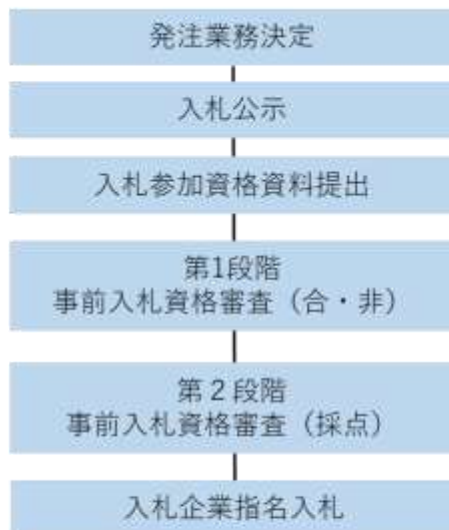 発注業務決定
入札公示
入札参加資格資料提出
第1段階
事前入札資格審査（合・非）
第２段階
事前入札資格審査（採点）
入札企業指名入札